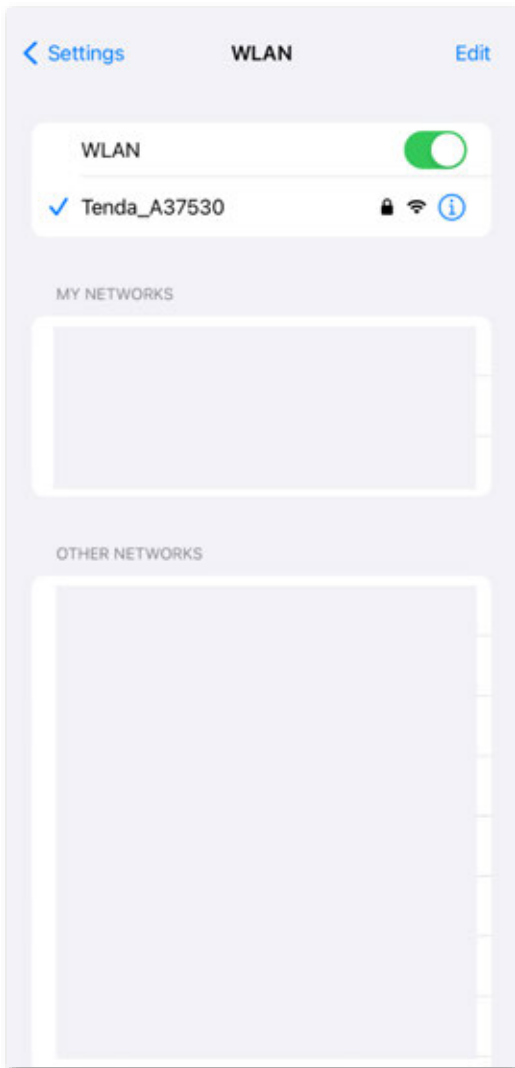 Settings WLAN Edit
WLAN
Tenda_A37530
MY NETWORKS
OTHER NETWORKS